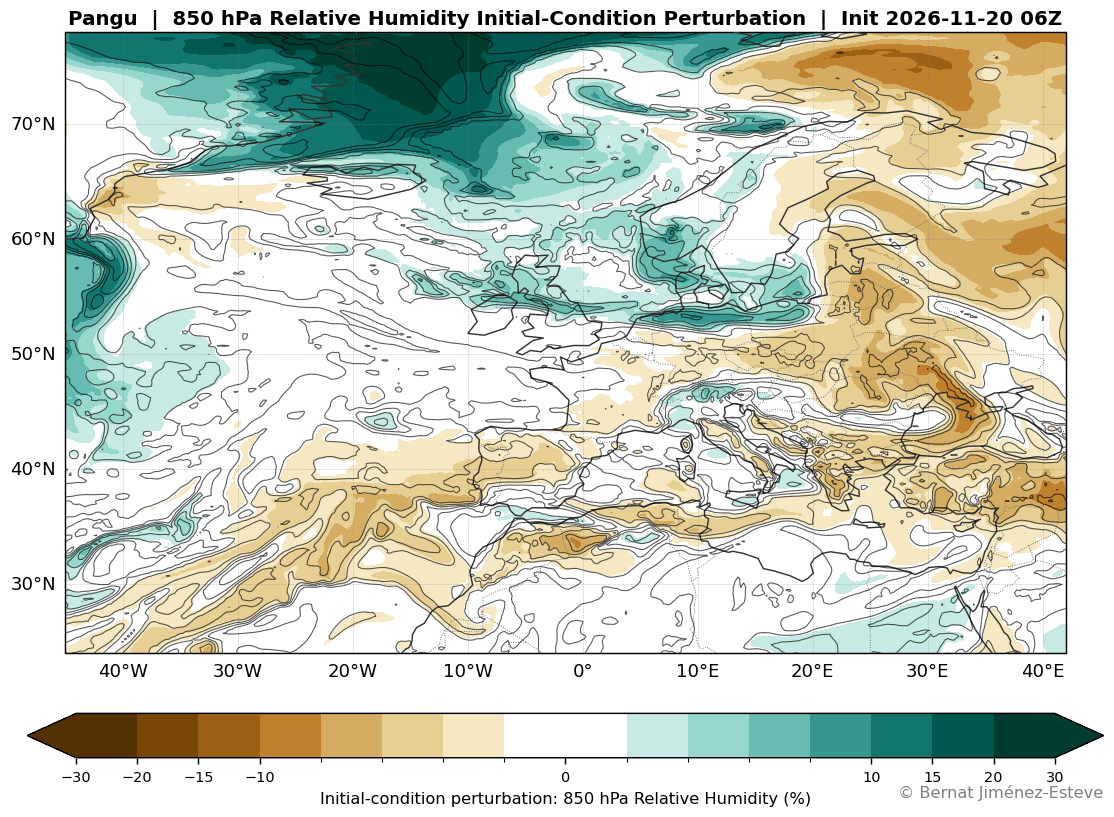 Pangu | 850 hPa Relative Humidity Initial-Condition Perturbation | Init 2026-11-20 06Z
70°N
60°N
50°N
40°N
30°N
40°W 30°W 20°W 10°W 0° 10°E 20°E 30°E 40°E
−30 −20 −15 −10 0 10 15 20 30
Initial-condition perturbation: 850 hPa Relative Humidity (%)
© Bernat Jiménez-Esteve